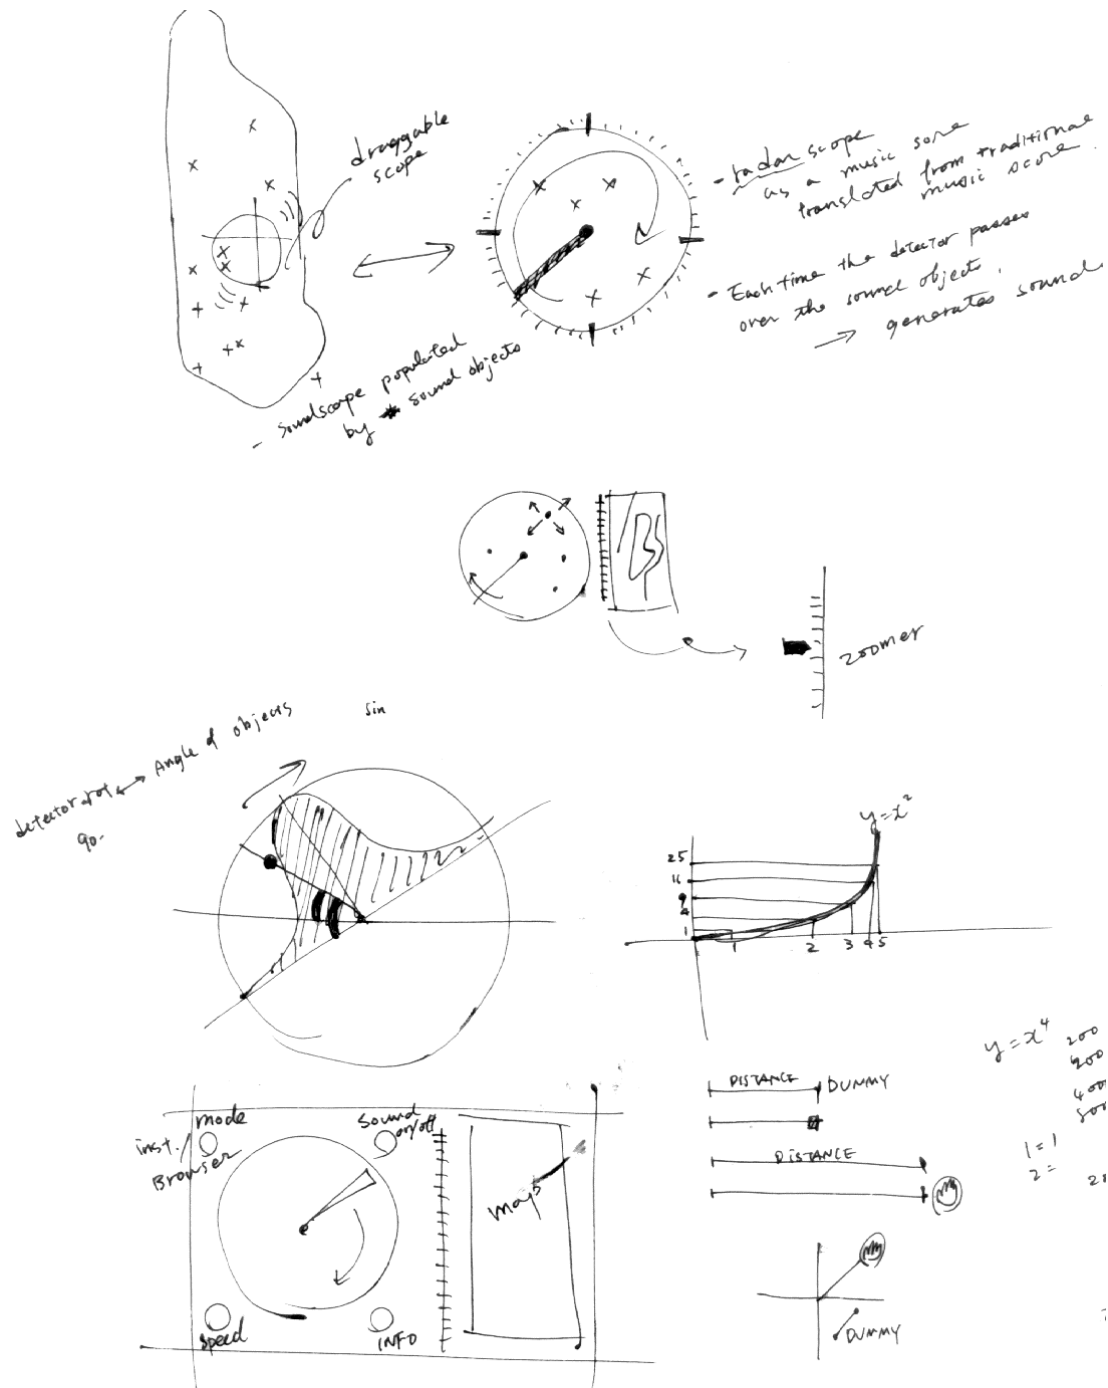 draggable
scope
- radar scope
as a music sore
translated from traditional
music score.
- Each time the detector passes
over the sound objects,
→ generates sound
- Soundscape populated
by sound objects
zoomer
detector rot ↔ Angle of objects
90-
sin
y=x²
25
16
9
4
1
1 2 3 4 5
y=x⁴
200
400
1=1
2=
DISTANCE DUMMY
DISTANCE
DUMMY
mode
inst./
Browser
Sound
on/off
map
speed
INFO